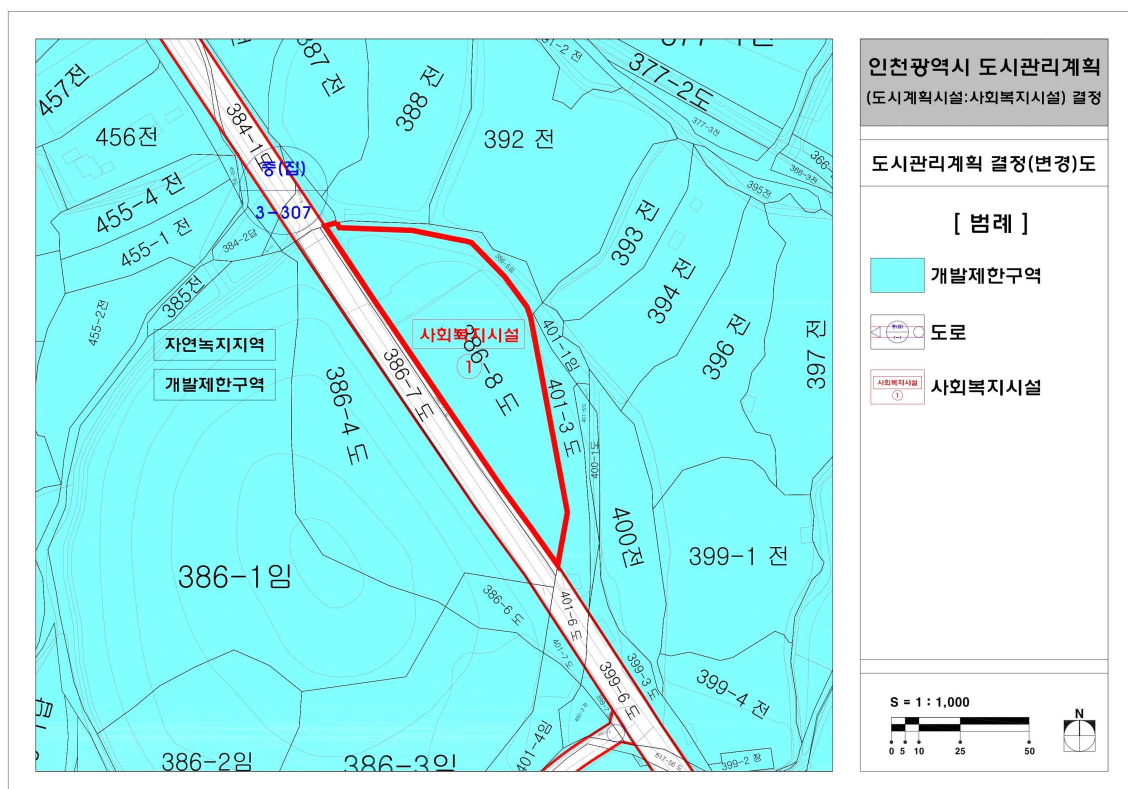 인천광역시 도시관리계획
(도시계획시설:사회복지시설) 결정
도시관리계획 결정(변경)도
[ 범례 ]
개발제한구역
도로
사회복지시설
1
사회복지시설
S = 1 : 1,000
0 5 10 25 50
N
457전
387 전
388 전
377-2도
377-3전
456전
384-1도
392 전
중(집)
3-307
395전
455-4 전
455-1 전
384-2답
393 전
385전
394 전
455-2전
401-1임
396 전
397 전
자연녹지지역
개발제한구역
사회복지시설
1
386-8 도
386-7 도
386-4 도
401-3 도
400-1도
400전
399-1 전
386-1임
386-6 도
401-6 도
401-7 도
399-3 도
399-6 도
399-4 전
401-4임
386-2임
386-3임
399-2 창